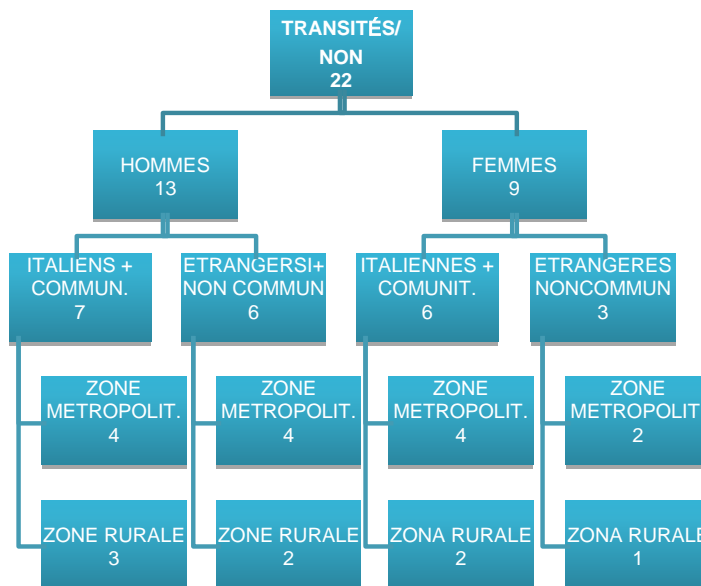 TRANSITÉS/
NON
22
HOMMES
13
FEMMES
9
ITALIENS +
COMMUN.
7
ETRANGERSI+
NON COMMUN
6
ITALIENNES +
COMUNIT.
6
ETRANGERES
NONCOMMUN
3
ZONE
METROPOLIT.
4
ZONE
METROPOLIT.
4
ZONE
METROPOLIT.
4
ZONE
METROPOLIT
2
ZONE RURALE
3
ZONE RURALE
2
ZONA RURALE
2
ZONA RURALE
1